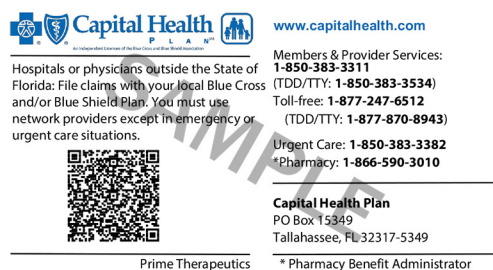 Capital Health
PLAN
An Independent Licensee of the Blue Cross and Blue Shield Association
Hospitals or physicians outside the State of
Florida: File claims with your local Blue Cross
and/or Blue Shield Plan. You must use
network providers except in emergency or
urgent care situations.
Prime Therapeutics
www.capitalhealth.com
Members & Provider Services:
1-850-383-3311
(TDD/TTY: 1-850-383-3534)
Toll-free: 1-877-247-6512
(TDD/TTY: 1-877-870-8943)
Urgent Care: 1-850-383-3382
*Pharmacy: 1-866-590-3010
Capital Health Plan
PO Box 15349
Tallahassee, FL 32317-5349
* Pharmacy Benefit Administrator
SAMPLE